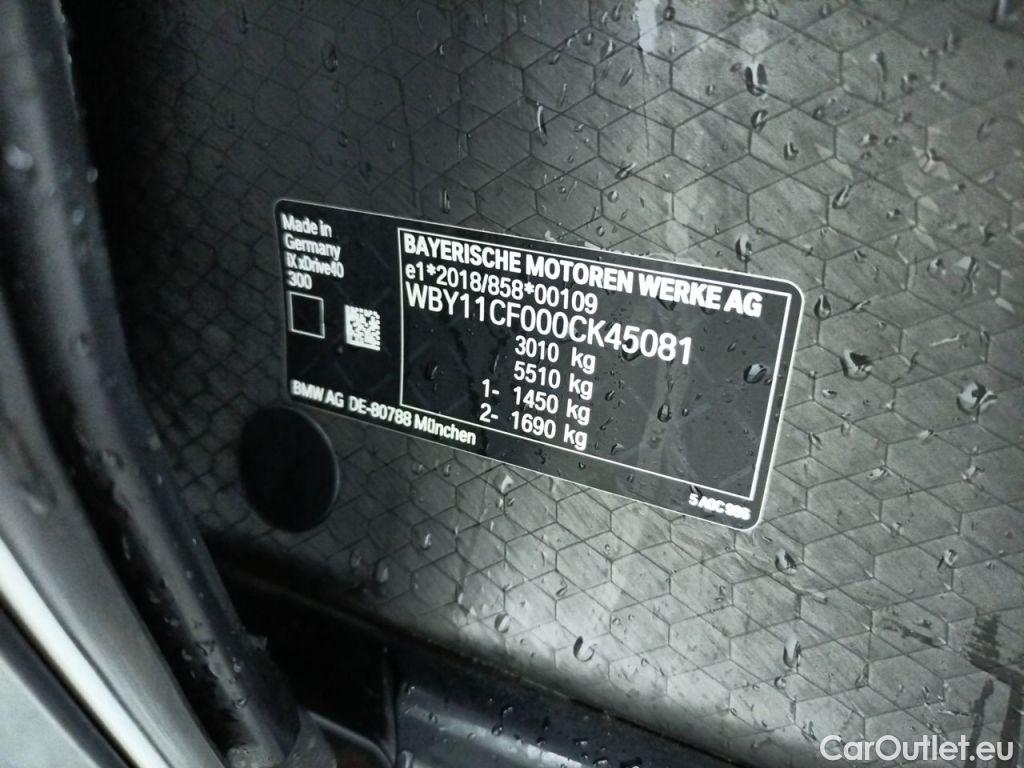 Made in
Germany
iX xDrive40
300
BMW AG DE-80788 München
BAYERISCHE MOTOREN WERKE AG
e1*2018/858*00109
WBY11CF000CK45081
3010 kg
5510 kg
1- 1450 kg
2- 1690 kg
CarOutlet.eu